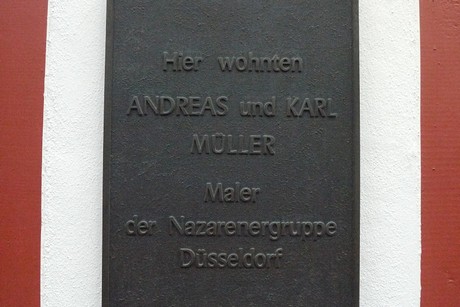 Hier wohnten
ANDREAS und KARL
MÜLLER
Maler
der Nazarenergruppe
Düsseldorf